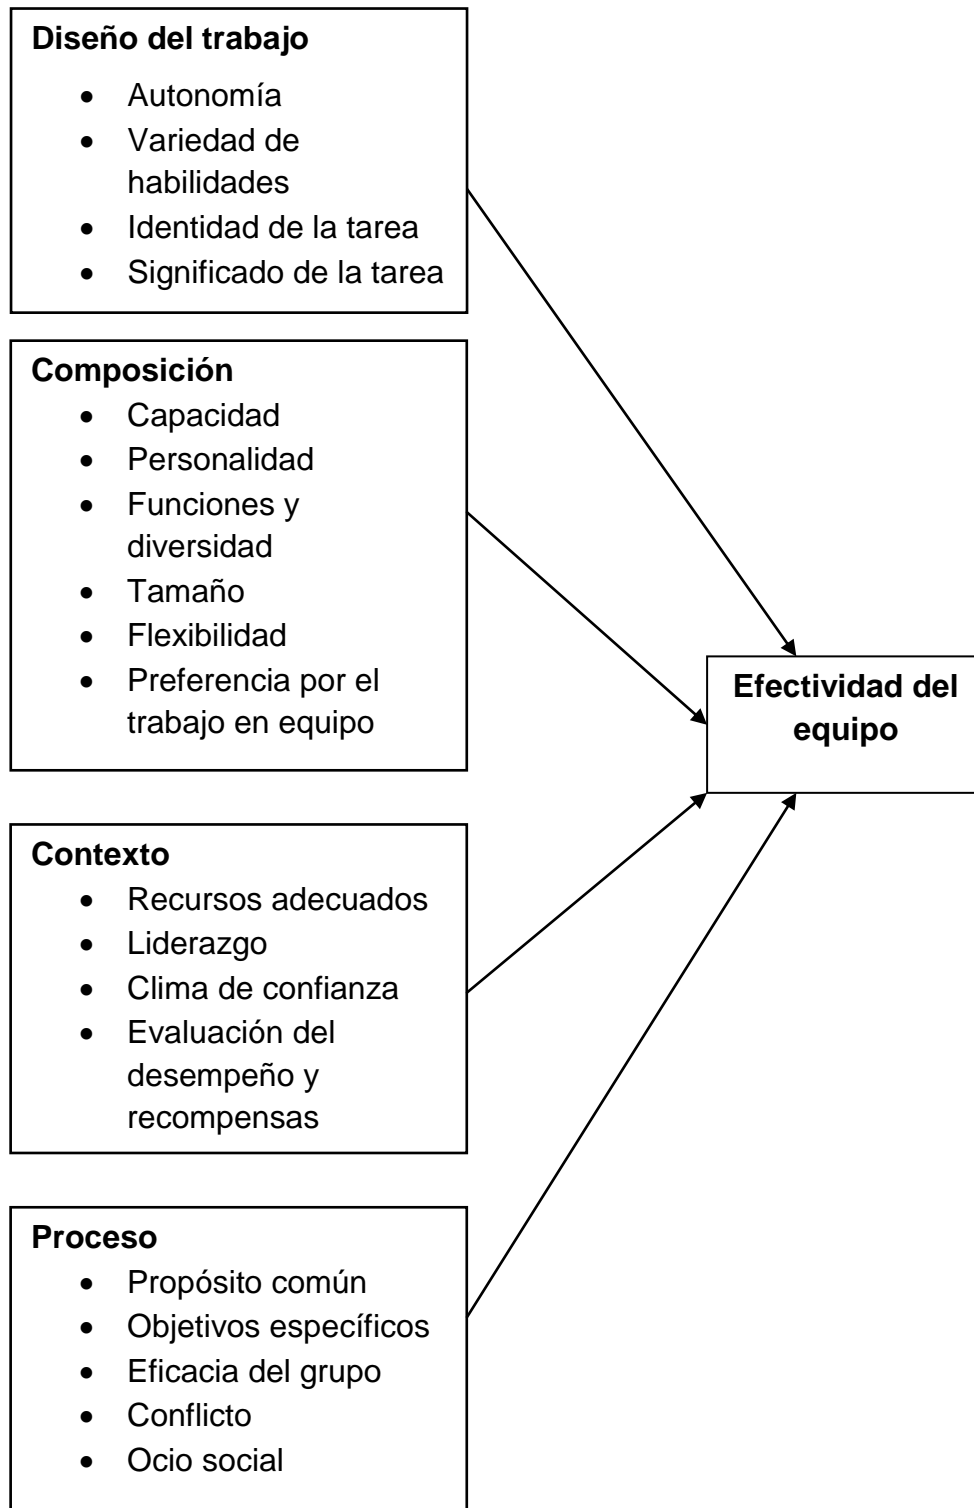 Diseño del trabajo
• Autonomía
• Variedad de
habilidades
• Identidad de la tarea
• Significado de la tarea
Composición
• Capacidad
• Personalidad
• Funciones y
diversidad
• Tamaño
• Flexibilidad
• Preferencia por el
trabajo en equipo
Efectividad del
equipo
Contexto
• Recursos adecuados
• Liderazgo
• Clima de confianza
• Evaluación del
desempeño y
recompensas
Proceso
• Propósito común
• Objetivos específicos
• Eficacia del grupo
• Conflicto
• Ocio social